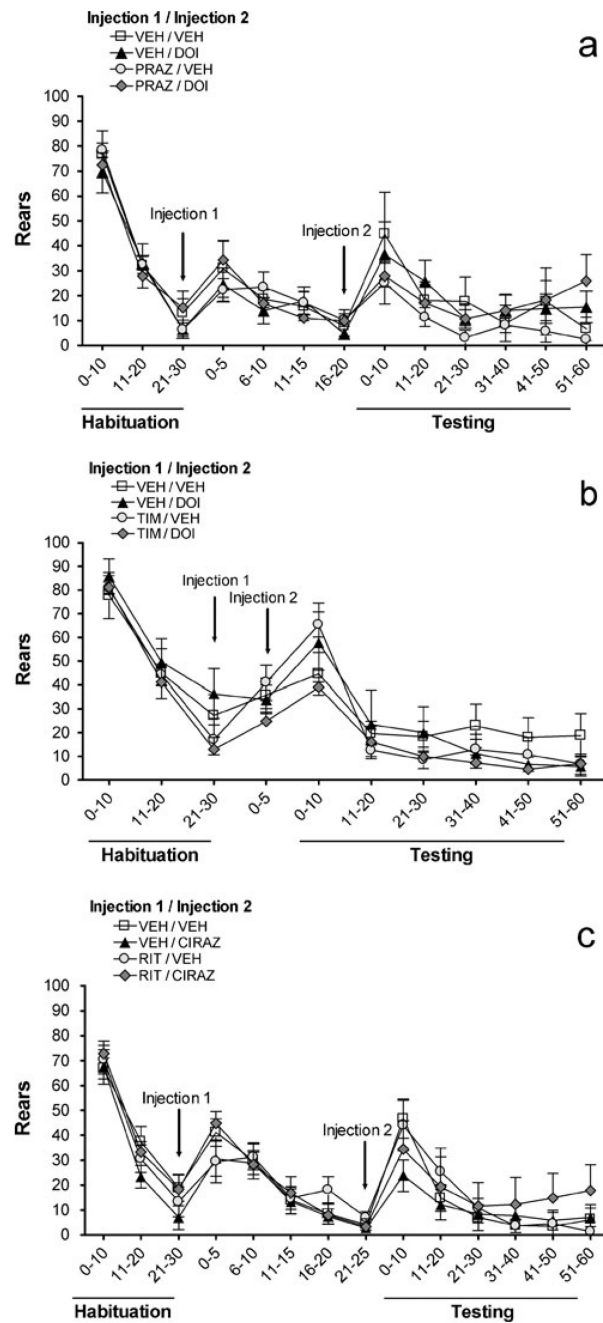 Injection 1 / Injection 2
VEH / VEH
VEH / DOI
PRAZ / VEH
PRAZ / DOI
a
100
90
80
70
60
50
40
30
20
10
0
Rears
Injection 1
Injection 2
0-10
11-20
21-30
0-5
6-10
11-15
16-20
0-10
11-20
21-30
31-40
41-50
51-60
Habituation
Testing
Injection 1 / Injection 2
VEH / VEH
VEH / DOI
TIM / VEH
TIM / DOI
b
100
90
80
70
60
50
40
30
20
10
0
Rears
Injection 1
Injection 2
0-10
11-20
21-30
0-5
0-10
11-20
21-30
31-40
41-50
51-60
Habituation
Testing
Injection 1 / Injection 2
VEH / VEH
VEH / CIRAZ
RIT / VEH
RIT / CIRAZ
c
100
90
80
70
60
50
40
30
20
10
0
Rears
Injection 1
Injection 2
0-10
11-20
21-30
0-5
6-10
11-15
16-20
21-25
0-10
11-20
21-30
31-40
41-50
51-60
Habituation
Testing